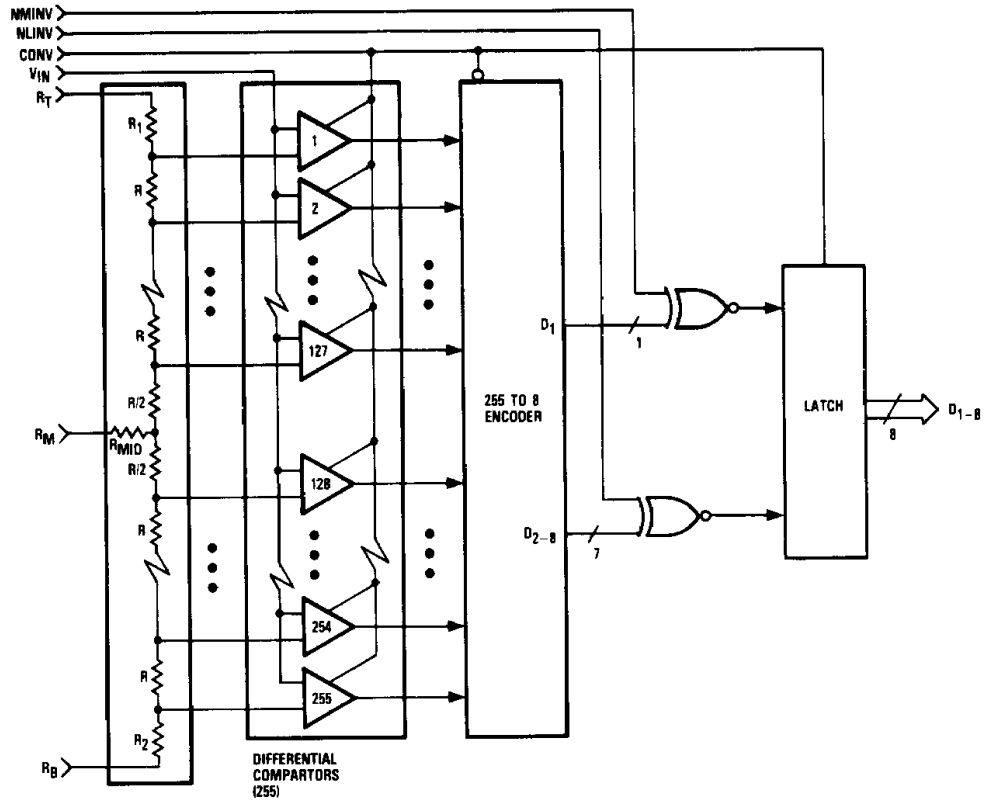 NMINV
NLINV
CONV
VIN
RT
R1
1
R
2
R
127
D1
1
R/2
255 TO 8
ENCODER
LATCH
D1-8
8
RM
RMID
R/2
128
R
D2-8
7
254
R
255
R2
RB
DIFFERENTIAL
COMPARTORS
(255)